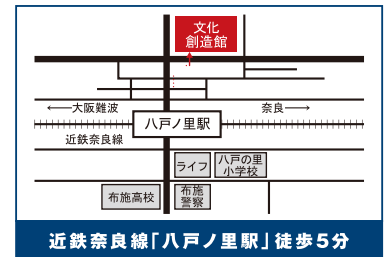 文化
創造館
←大阪難波
奈良→
八戸ノ里駅
近鉄奈良線
ライフ
八戸の里
小学校
布施高校
布施
警察
近鉄奈良線「八戸ノ里駅」徒歩5分